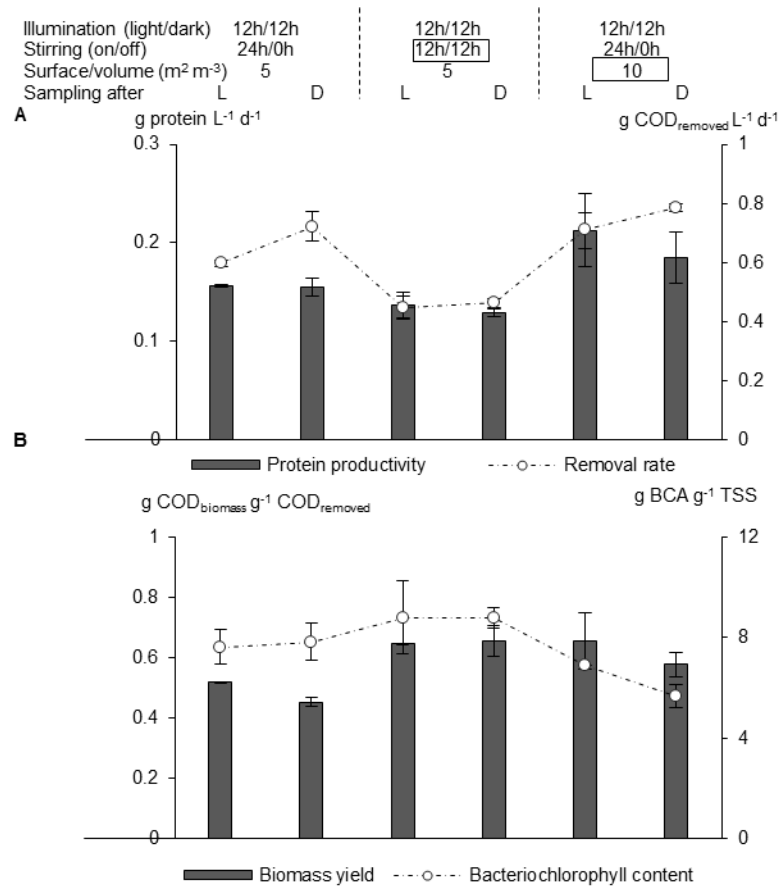 Illumination (light/dark) 12h/12h 12h/12h 12h/12h
Stirring (on/off) 24h/0h 12h/12h 24h/0h
Surface/volume (m² m⁻³) 5 5 10
Sampling after L D L D L D
A
g protein L⁻¹ d⁻¹ g CODremoved L⁻¹ d⁻¹
0.3 1
0.8
0.2
0.6
0.4
0.1
0.2
0 0
B
Protein productivity Removal rate
g CODbiomass g⁻¹ CODremoved g BCA g⁻¹ TSS
1 12
0.8
8
0.6
0.4
4
0.2
0 0
Biomass yield Bacteriochlorophyll content